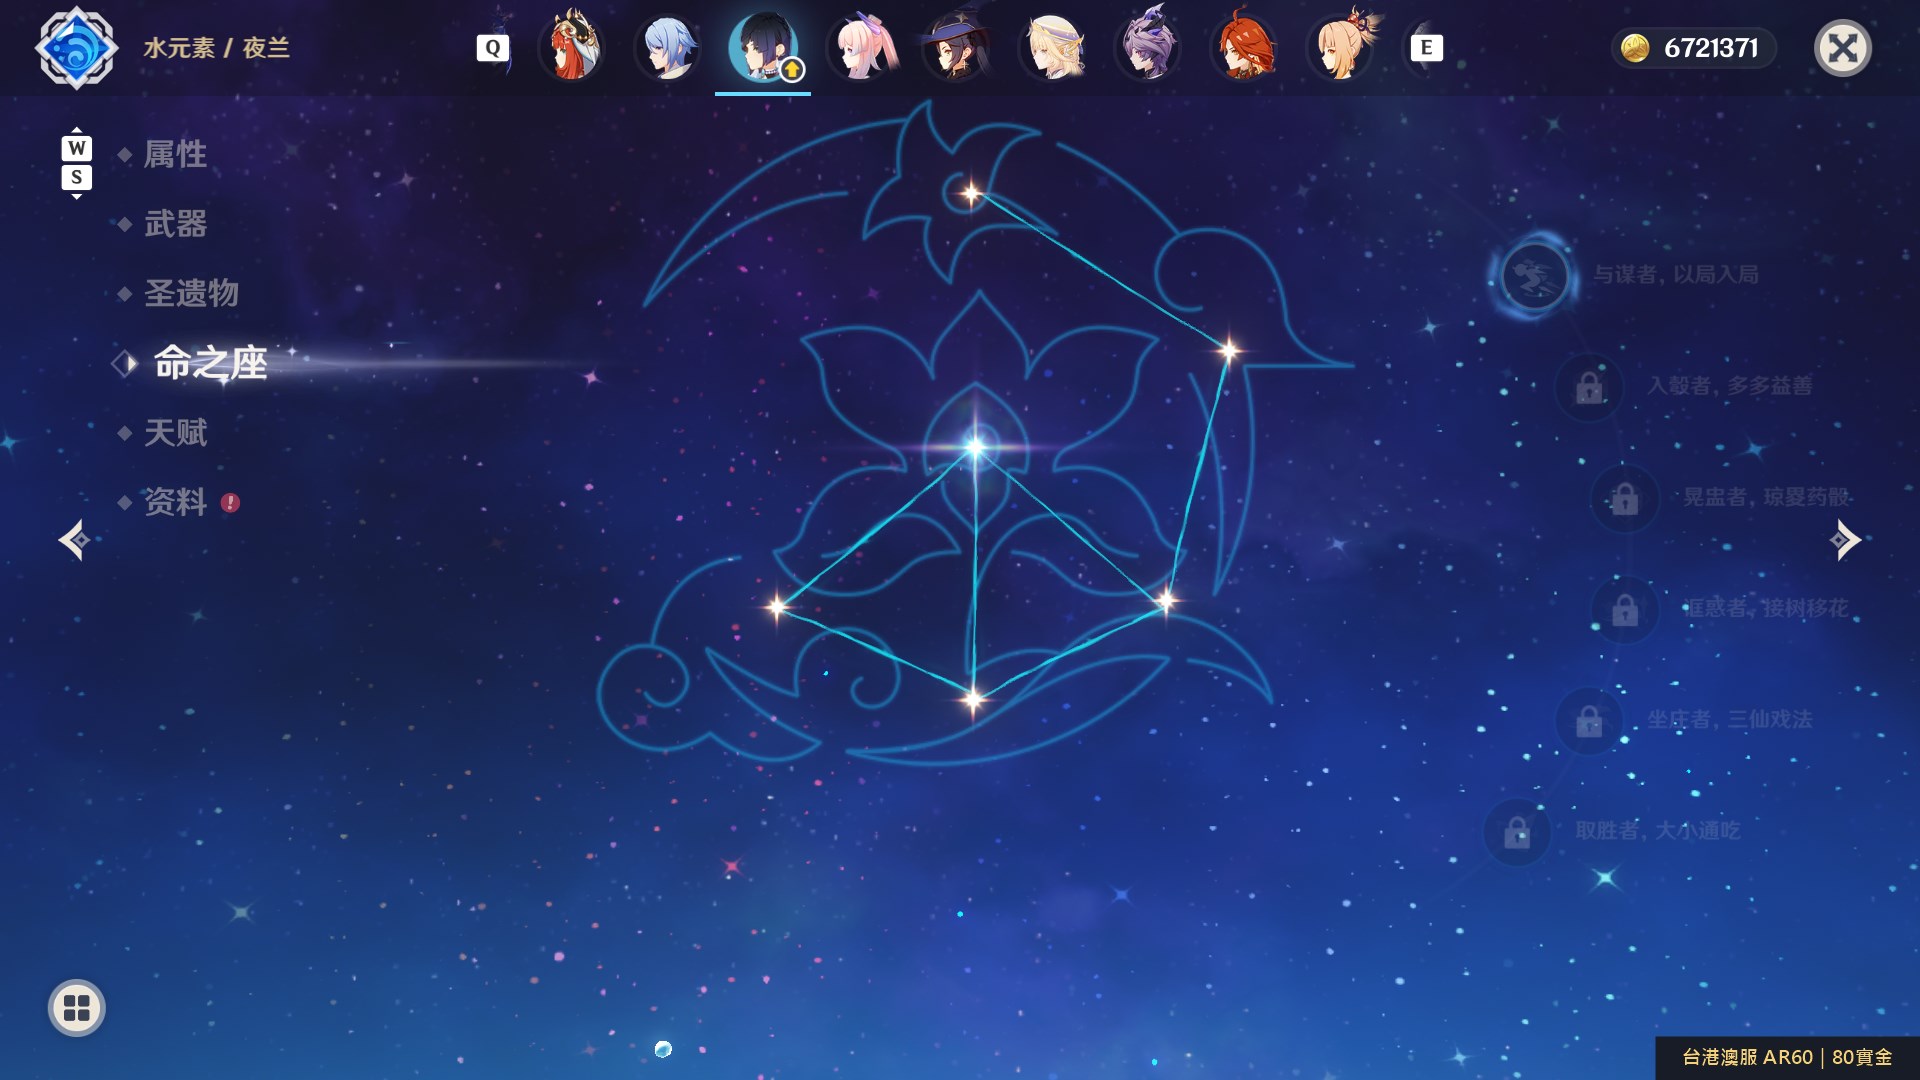 水元素 / 夜兰
Q
E
6721371
W
S
属性
武器
圣遗物
命之座
天赋
资料
与谋者，以局入局
入彀者，多多益善
晃盅者，琼畟药骰
诓惑者，接树移花
坐庄者，三仙戏法
取胜者，大小通吃
台港澳服 AR60 | 80實金